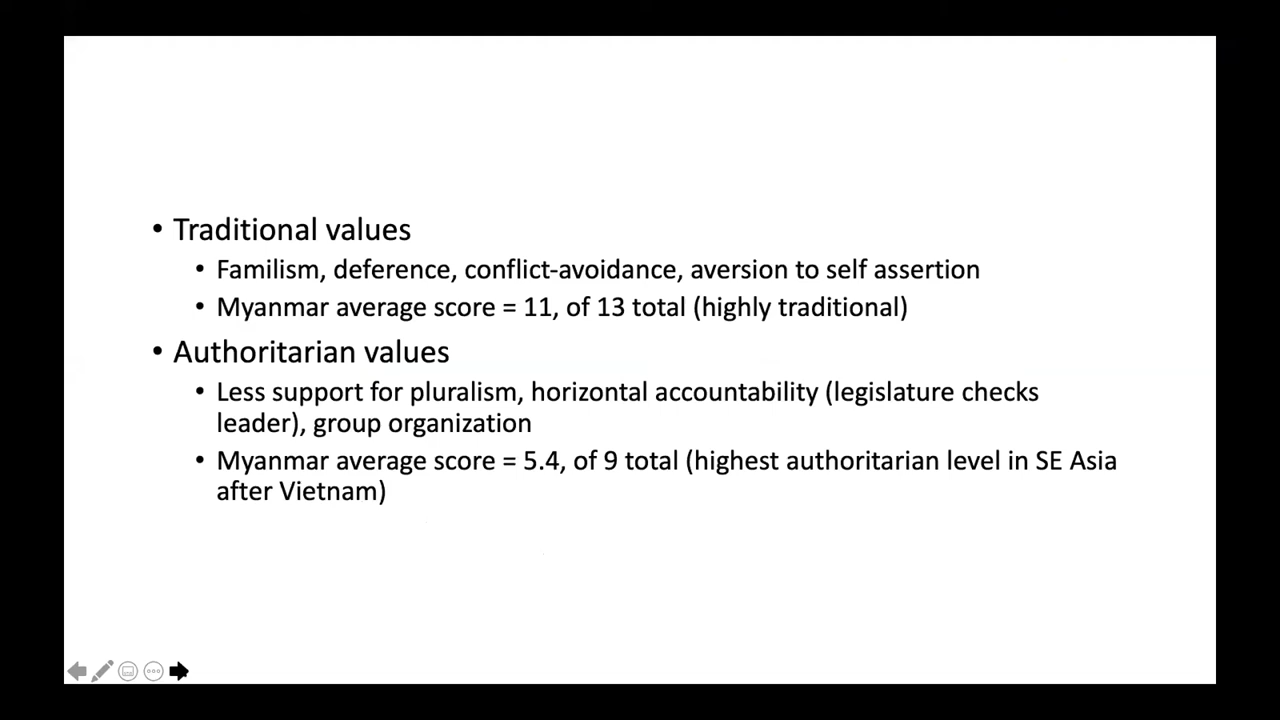 • Traditional values
• Familism, deference, conflict-avoidance, aversion to self assertion
• Myanmar average score = 11, of 13 total (highly traditional)
• Authoritarian values
• Less support for pluralism, horizontal accountability (legislature checks
leader), group organization
• Myanmar average score = 5.4, of 9 total (highest authoritarian level in SE Asia
after Vietnam)